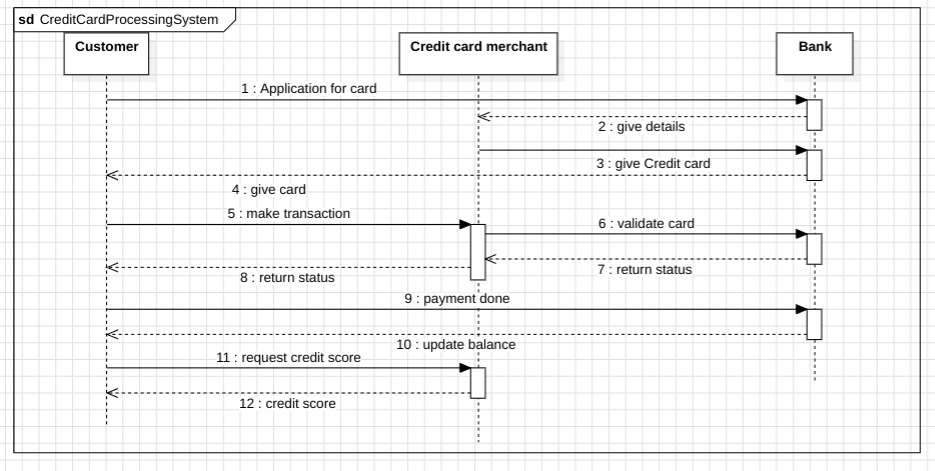 sd CreditCardProcessingSystem
Customer
Credit card merchant
Bank
1 : Application for card
2 : give details
3 : give Credit card
4 : give card
5 : make transaction
6 : validate card
7 : return status
8 : return status
9 : payment done
10 : update balance
11 : request credit score
12 : credit score